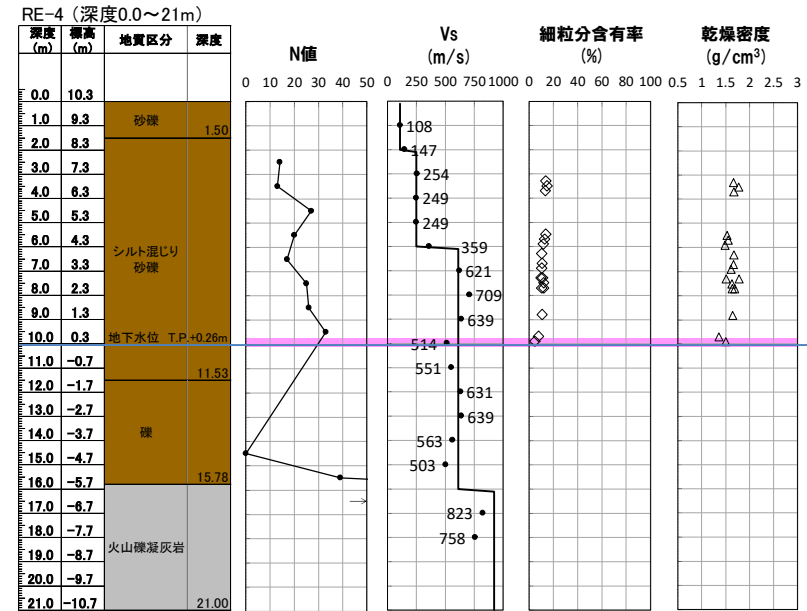 RE-4（深度0.0～21m）
深度
(m)
標高
(m)
地質区分
深度
N値
Vs
(m/s)
細粒分含有率
(%)
乾燥密度
(g/cm³)
0 10 20 30 40 50
0 250 500 750 1000
0 20 40 60 80 100
0.5 1 1.5 2 2.5 3
0.0 10.3
1.0 9.3
2.0 8.3
3.0 7.3
4.0 6.3
5.0 5.3
6.0 4.3
7.0 3.3
8.0 2.3
9.0 1.3
10.0 0.3
11.0 -0.7
12.0 -1.7
13.0 -2.7
14.0 -3.7
15.0 -4.7
16.0 -5.7
17.0 -6.7
18.0 -7.7
19.0 -8.7
20.0 -9.7
21.0 -10.7
砂礫
1.50
シルト混じり
砂礫
地下水位 T.P.+0.26m
11.53
礫
15.78
火山礫凝灰岩
21.00
→
108
147
254
249
249
359
621
709
639
514
551
631
639
563
503
823
758